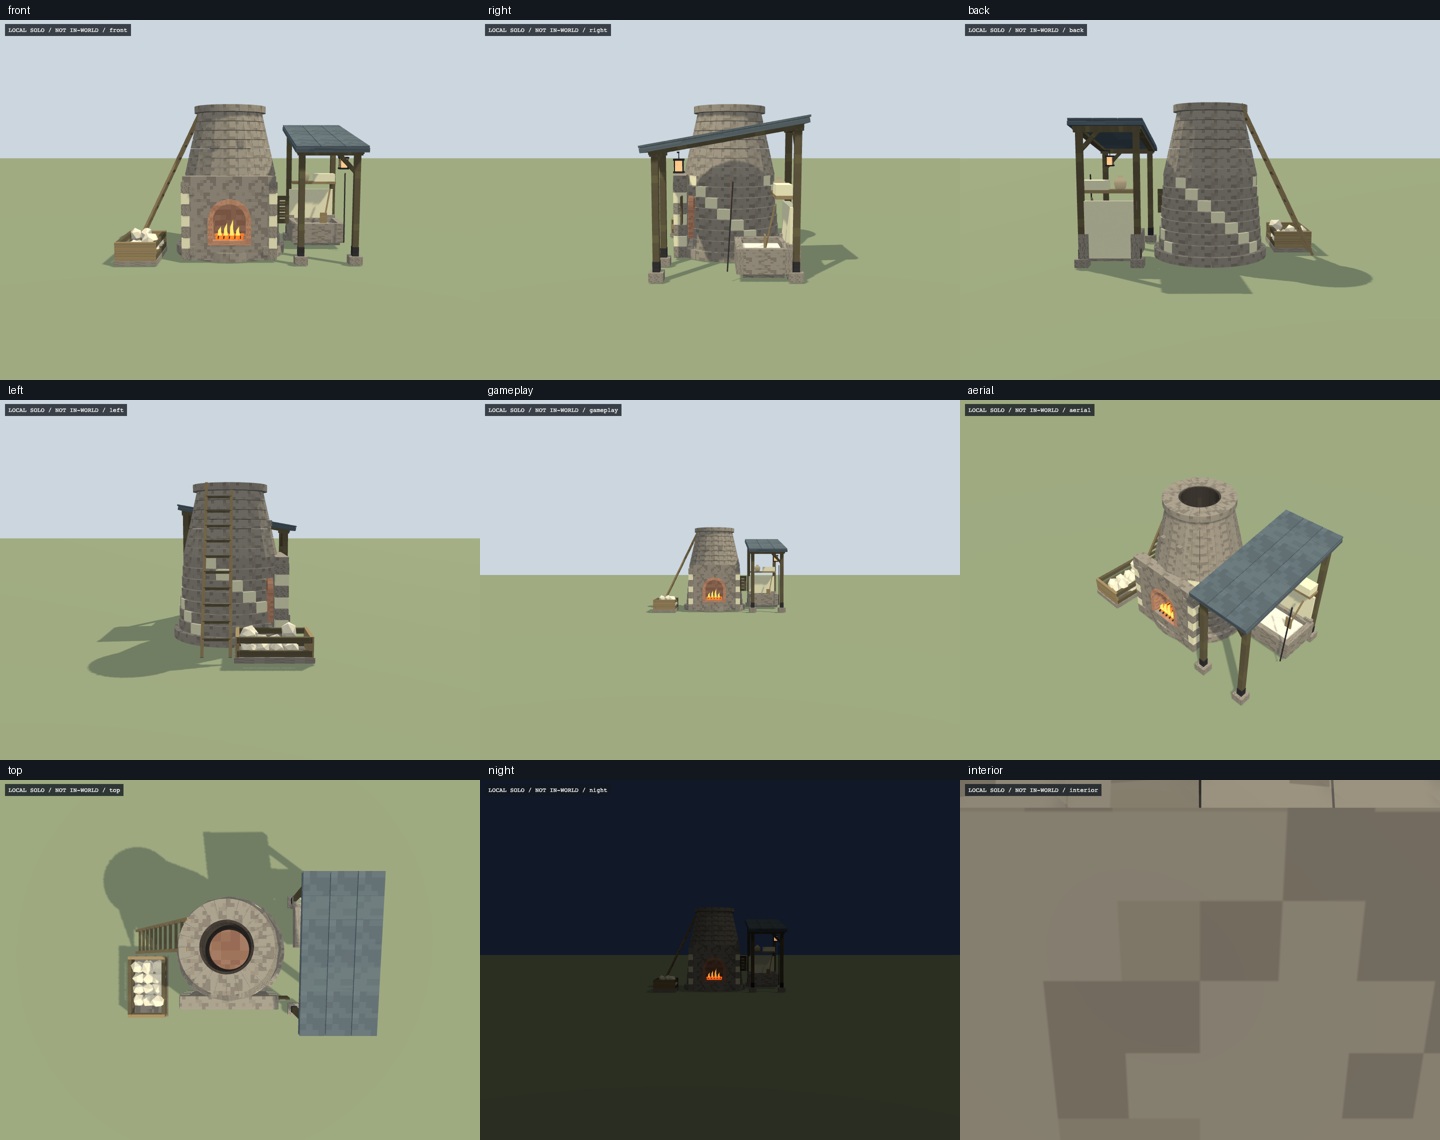 front
LOCAL SOLO / NOT IN-WORLD / front
right
LOCAL SOLO / NOT IN-WORLD / right
back
LOCAL SOLO / NOT IN-WORLD / back
left
LOCAL SOLO / NOT IN-WORLD / left
gameplay
LOCAL SOLO / NOT IN-WORLD / gameplay
aerial
LOCAL SOLO / NOT IN-WORLD / aerial
top
LOCAL SOLO / NOT IN-WORLD / top
night
LOCAL SOLO / NOT IN-WORLD / night
interior
LOCAL SOLO / NOT IN-WORLD / interior